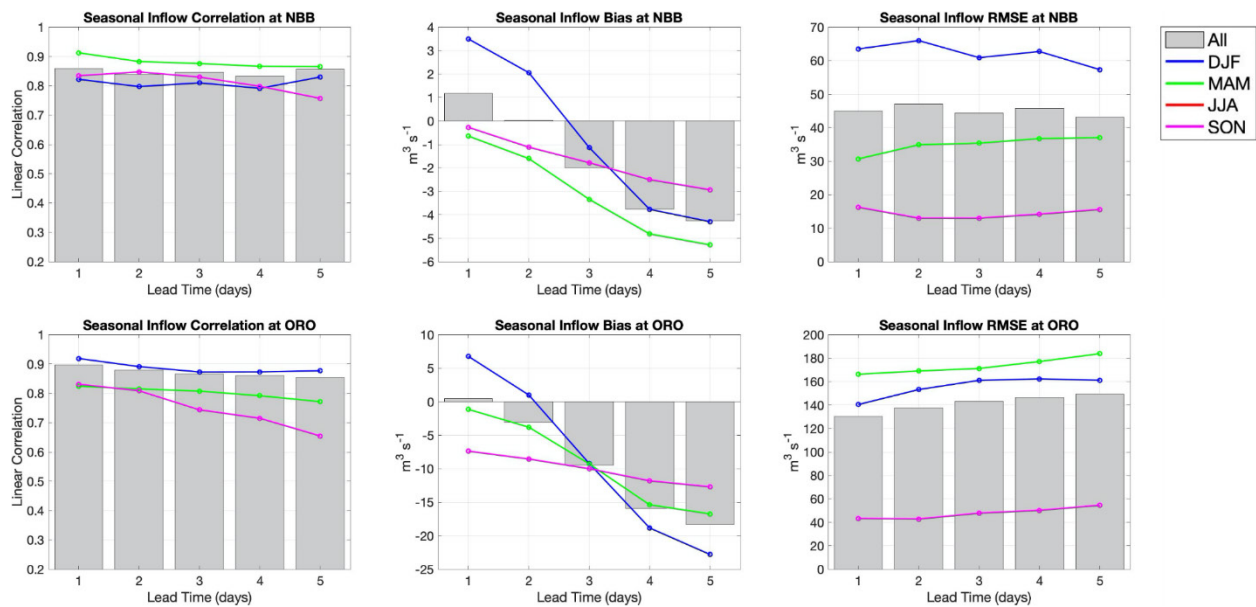 Seasonal Inflow Correlation at NBB
Linear Correlation
1
0.9
0.8
0.7
0.6
0.5
0.4
0.3
0.2
1 2 3 4 5
Lead Time (days)
Seasonal Inflow Bias at NBB
m³ s⁻¹
4
3
2
1
0
-1
-2
-3
-4
-5
-6
1 2 3 4 5
Lead Time (days)
Seasonal Inflow RMSE at NBB
m³ s⁻¹
70
60
50
40
30
20
10
0
1 2 3 4 5
Lead Time (days)
All
DJF
MAM
JJA
SON
Seasonal Inflow Correlation at ORO
Linear Correlation
1
0.9
0.8
0.7
0.6
0.5
0.4
0.3
0.2
1 2 3 4 5
Lead Time (days)
Seasonal Inflow Bias at ORO
m³ s⁻¹
10
5
0
-5
-10
-15
-20
-25
1 2 3 4 5
Lead Time (days)
Seasonal Inflow RMSE at ORO
m³ s⁻¹
200
180
160
140
120
100
80
60
40
20
0
1 2 3 4 5
Lead Time (days)